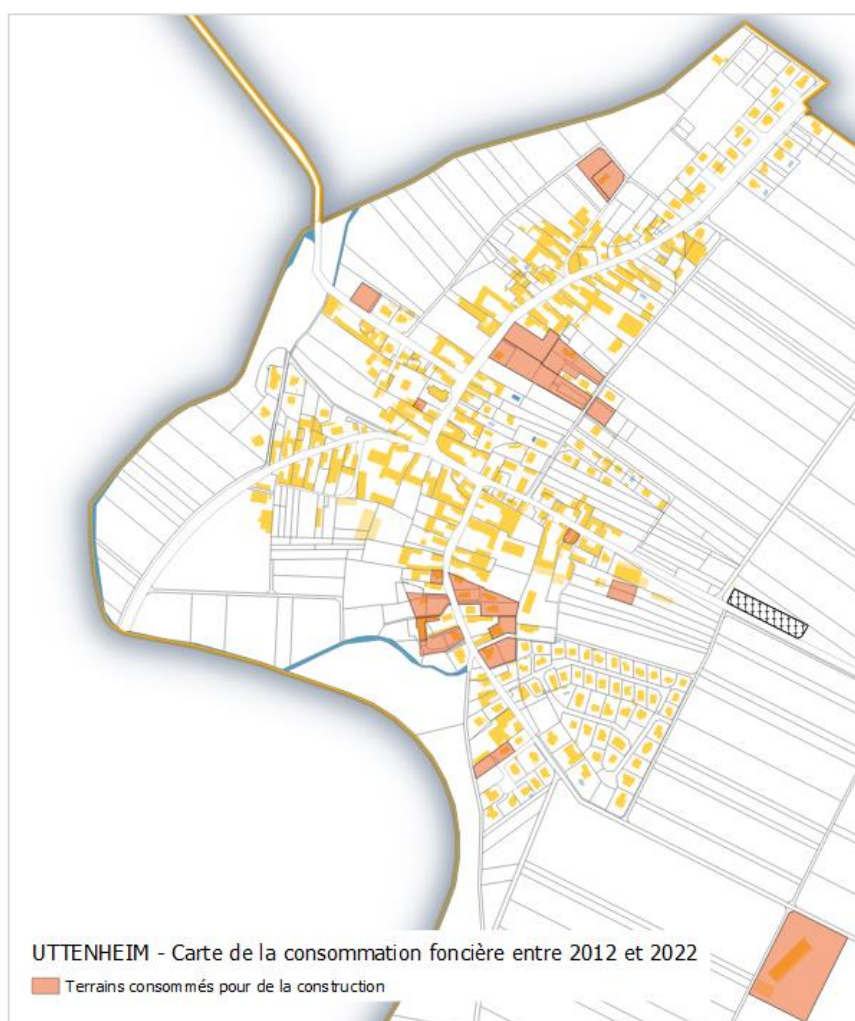 UTTENHEIM - Carte de la consommation foncière entre 2012 et 2022
Terrains consommés pour de la construction